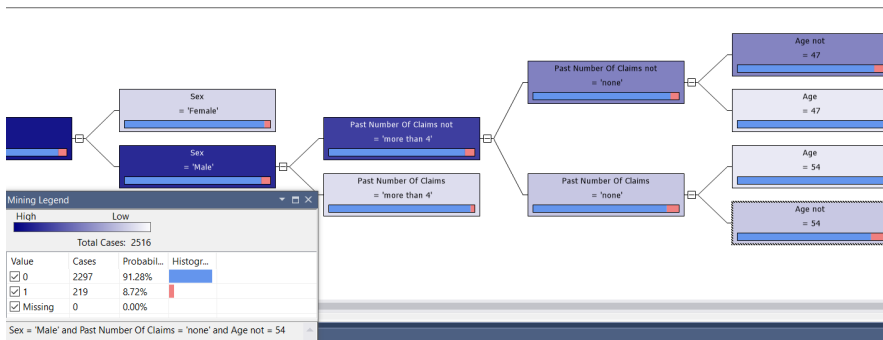 Age not
= 47
Past Number Of Claims not
= 'none'
Sex
= 'Female'
Age
= 47
Past Number Of Claims not
= 'more than 4'
Sex
= 'Male'
Age
= 54
Past Number Of Claims
= 'more than 4'
Past Number Of Claims
= 'none'
Age not
= 54
Mining Legend
High Low
Total Cases: 2516
Value Cases Probabil... Histogr...
0 2297 91.28%
1 219 8.72%
Missing 0 0.00%
Sex = 'Male' and Past Number Of Claims = 'none' and Age not = 54